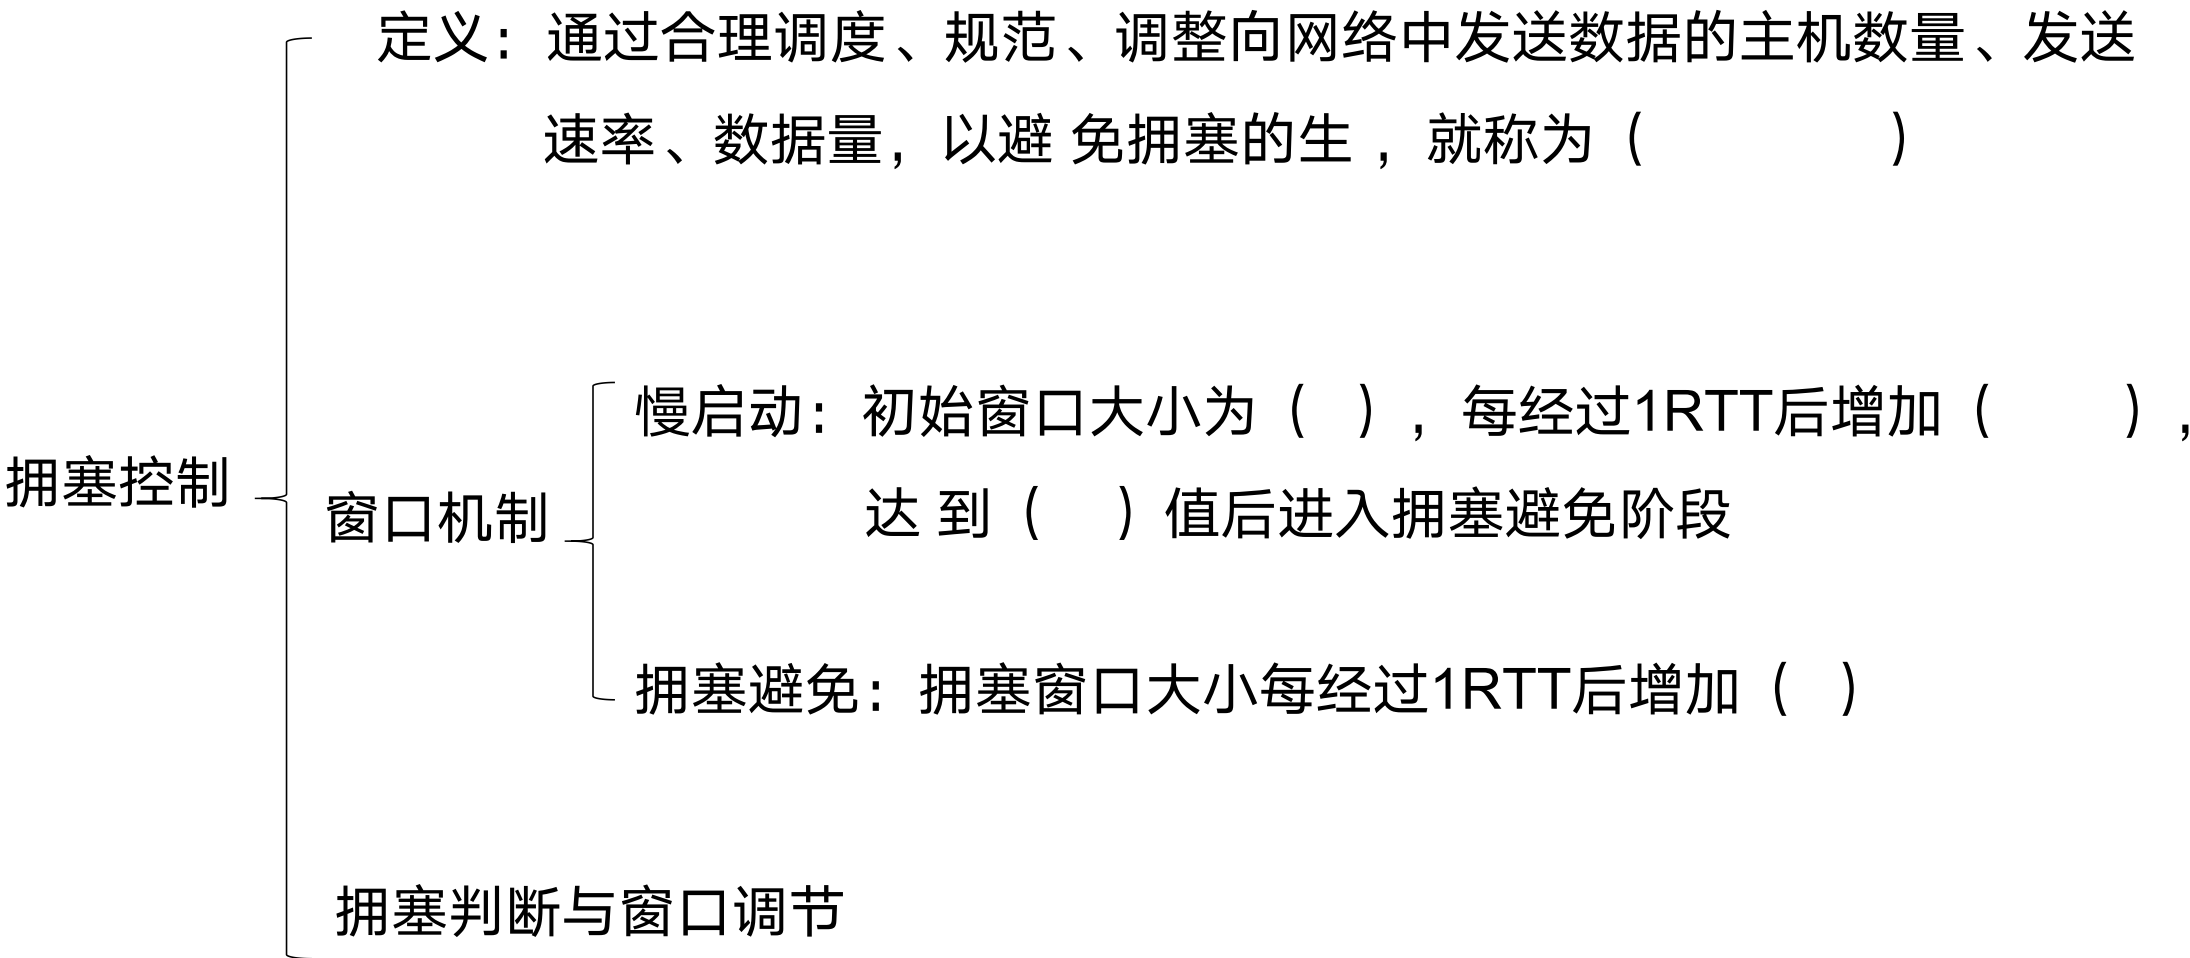 定义：通过合理调度、规范、调整向网络中发送数据的主机数量、发送
速率、数据量，以避 免拥塞的生 ，就称为（ ）
慢启动：初始窗口大小为（ ），每经过1RTT后增加（ ），
拥塞控制
窗口机制
达 到（ ）值后进入拥塞避免阶段
拥塞避免：拥塞窗口大小每经过1RTT后增加（ ）
拥塞判断与窗口调节